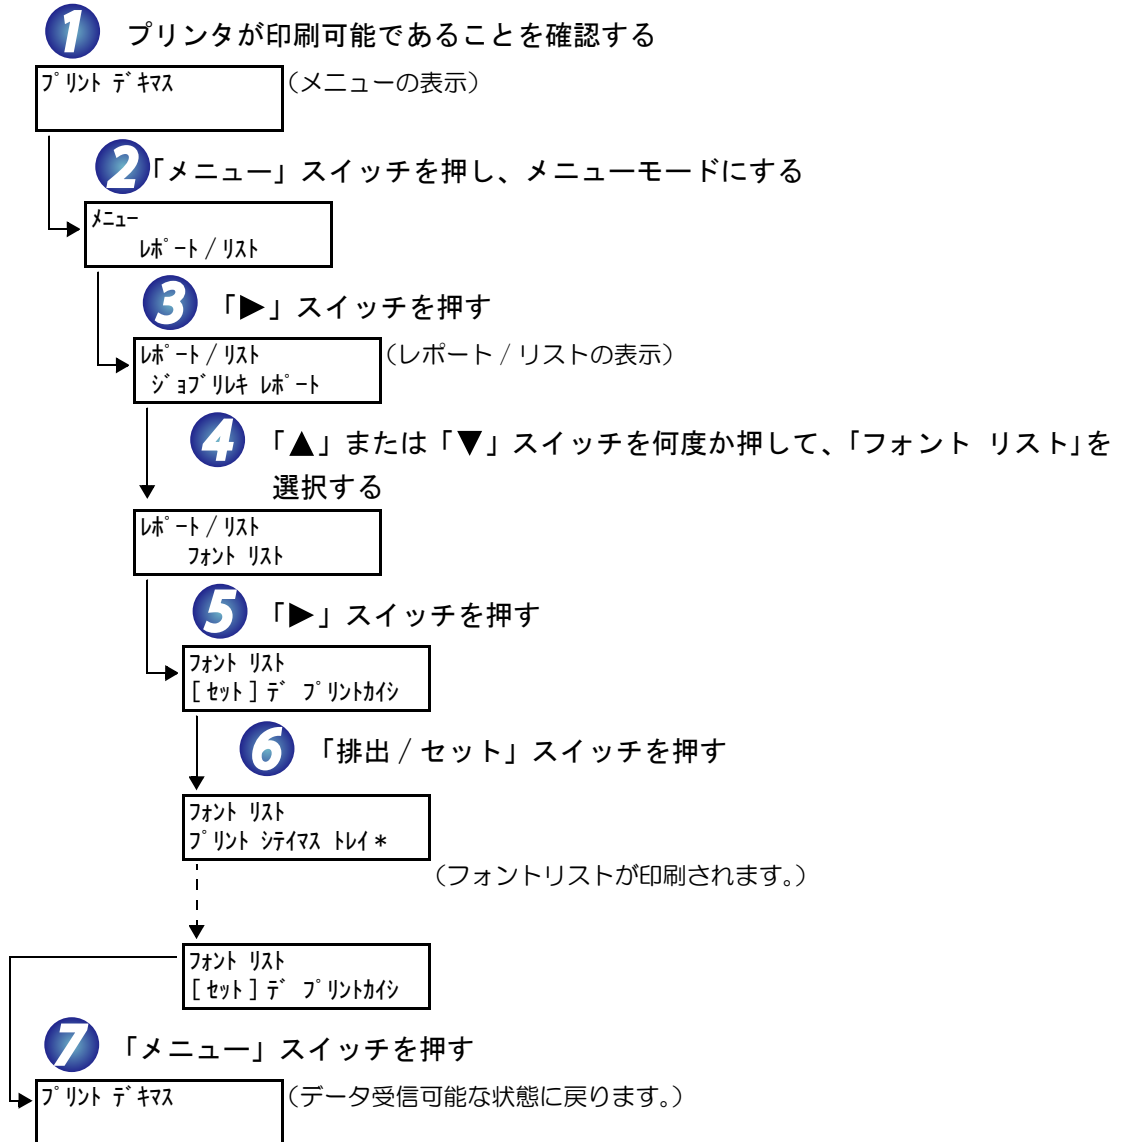 1 プリンタが印刷可能であることを確認する
ﾌﾟﾘﾝﾄ ﾃﾞｷﾏｽ
（メニューの表示）
2 「メニュー」スイッチを押し、メニューモードにする
ﾒﾆｭｰ
ﾚﾎﾟｰﾄ / ﾘｽﾄ
3 「▶」スイッチを押す
ﾚﾎﾟｰﾄ / ﾘｽﾄ
ｼﾞｮﾌﾞﾘﾚｷ ﾚﾎﾟｰﾄ
（レポート / リストの表示）
4 「▲」または「▼」スイッチを何度か押して、「フォント リスト」を
選択する
ﾚﾎﾟｰﾄ / ﾘｽﾄ
ﾌｫﾝﾄ ﾘｽﾄ
5 「▶」スイッチを押す
ﾌｫﾝﾄ ﾘｽﾄ
[ ｾｯﾄ ] ﾃﾞ ﾌﾟﾘﾝﾄｶｲｼ
6 「排出 / セット」スイッチを押す
ﾌｫﾝﾄ ﾘｽﾄ
ﾌﾟﾘﾝﾄ ｼﾃｲﾏｽ ﾄﾚｲ *
（フォントリストが印刷されます。）
ﾌｫﾝﾄ ﾘｽﾄ
[ ｾｯﾄ ] ﾃﾞ ﾌﾟﾘﾝﾄｶｲｼ
7 「メニュー」スイッチを押す
ﾌﾟﾘﾝﾄ ﾃﾞｷﾏｽ
（データ受信可能な状態に戻ります。）